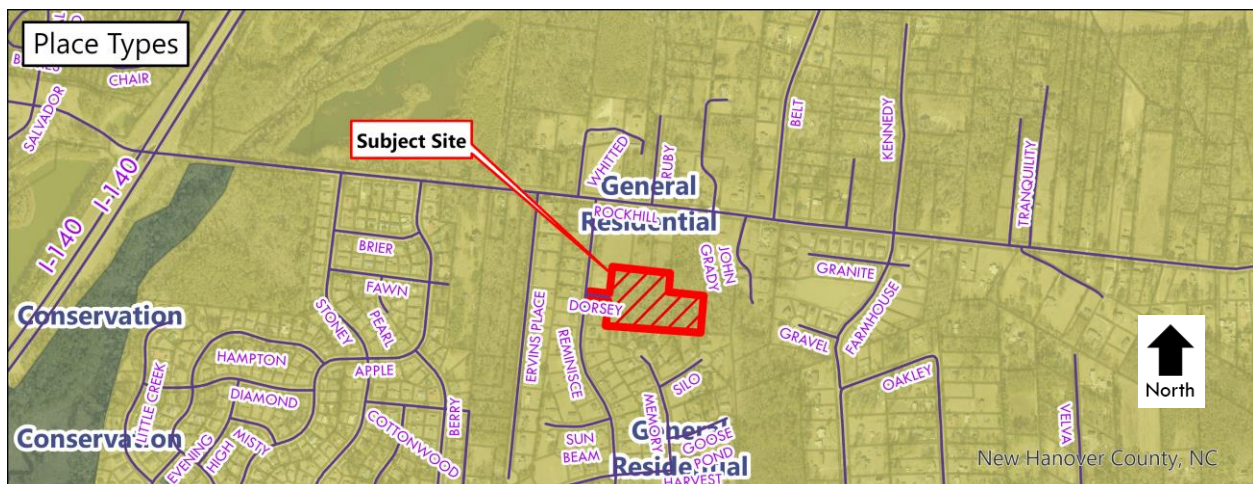 Place Types
CHAIR
SALVADOR
I-140
I-140
Subject Site
WHITTED
RUBY
BELT
KENNEDY
TRANQUILITY
General
Residential
ROCKHILL
JOHN
GRADY
BRIER
FAWN
STONEY
PEARL
GRANITE
FARMHOUSE
GRAVEL
DORSEY
ERVINS PLACE
REMINISCE
Conservation
HAMPTON
APPLE
DIAMOND
LITTLE CREEK
COTTONWOOD
BERRY
SILO
MEMORY
OAKLEY
VELVA
North
Conservation
EVENING
HIGH
MISTY
SUN
BEAM
General
Residential
GOOSE
POND
HARVEST
New Hanover County, NC